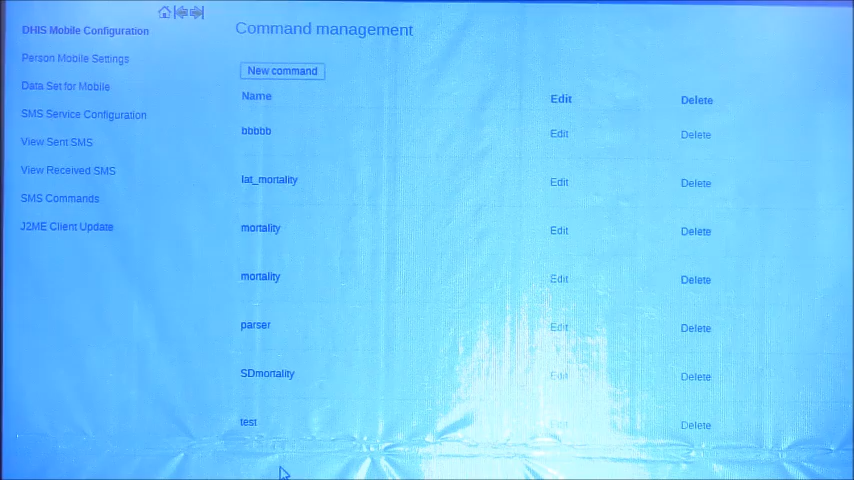 DHIS Mobile Configuration
Person Mobile Settings
Data Set for Mobile
SMS Service Configuration
View Sent SMS
View Received SMS
SMS Commands
J2ME Client Update
Command management
New command
Name Edit Delete
bbbbb Edit Delete
lat_mortality Edit Delete
mortality Edit Delete
mortality Edit Delete
parser Edit Delete
SDmortality Edit Delete
test Edit Delete